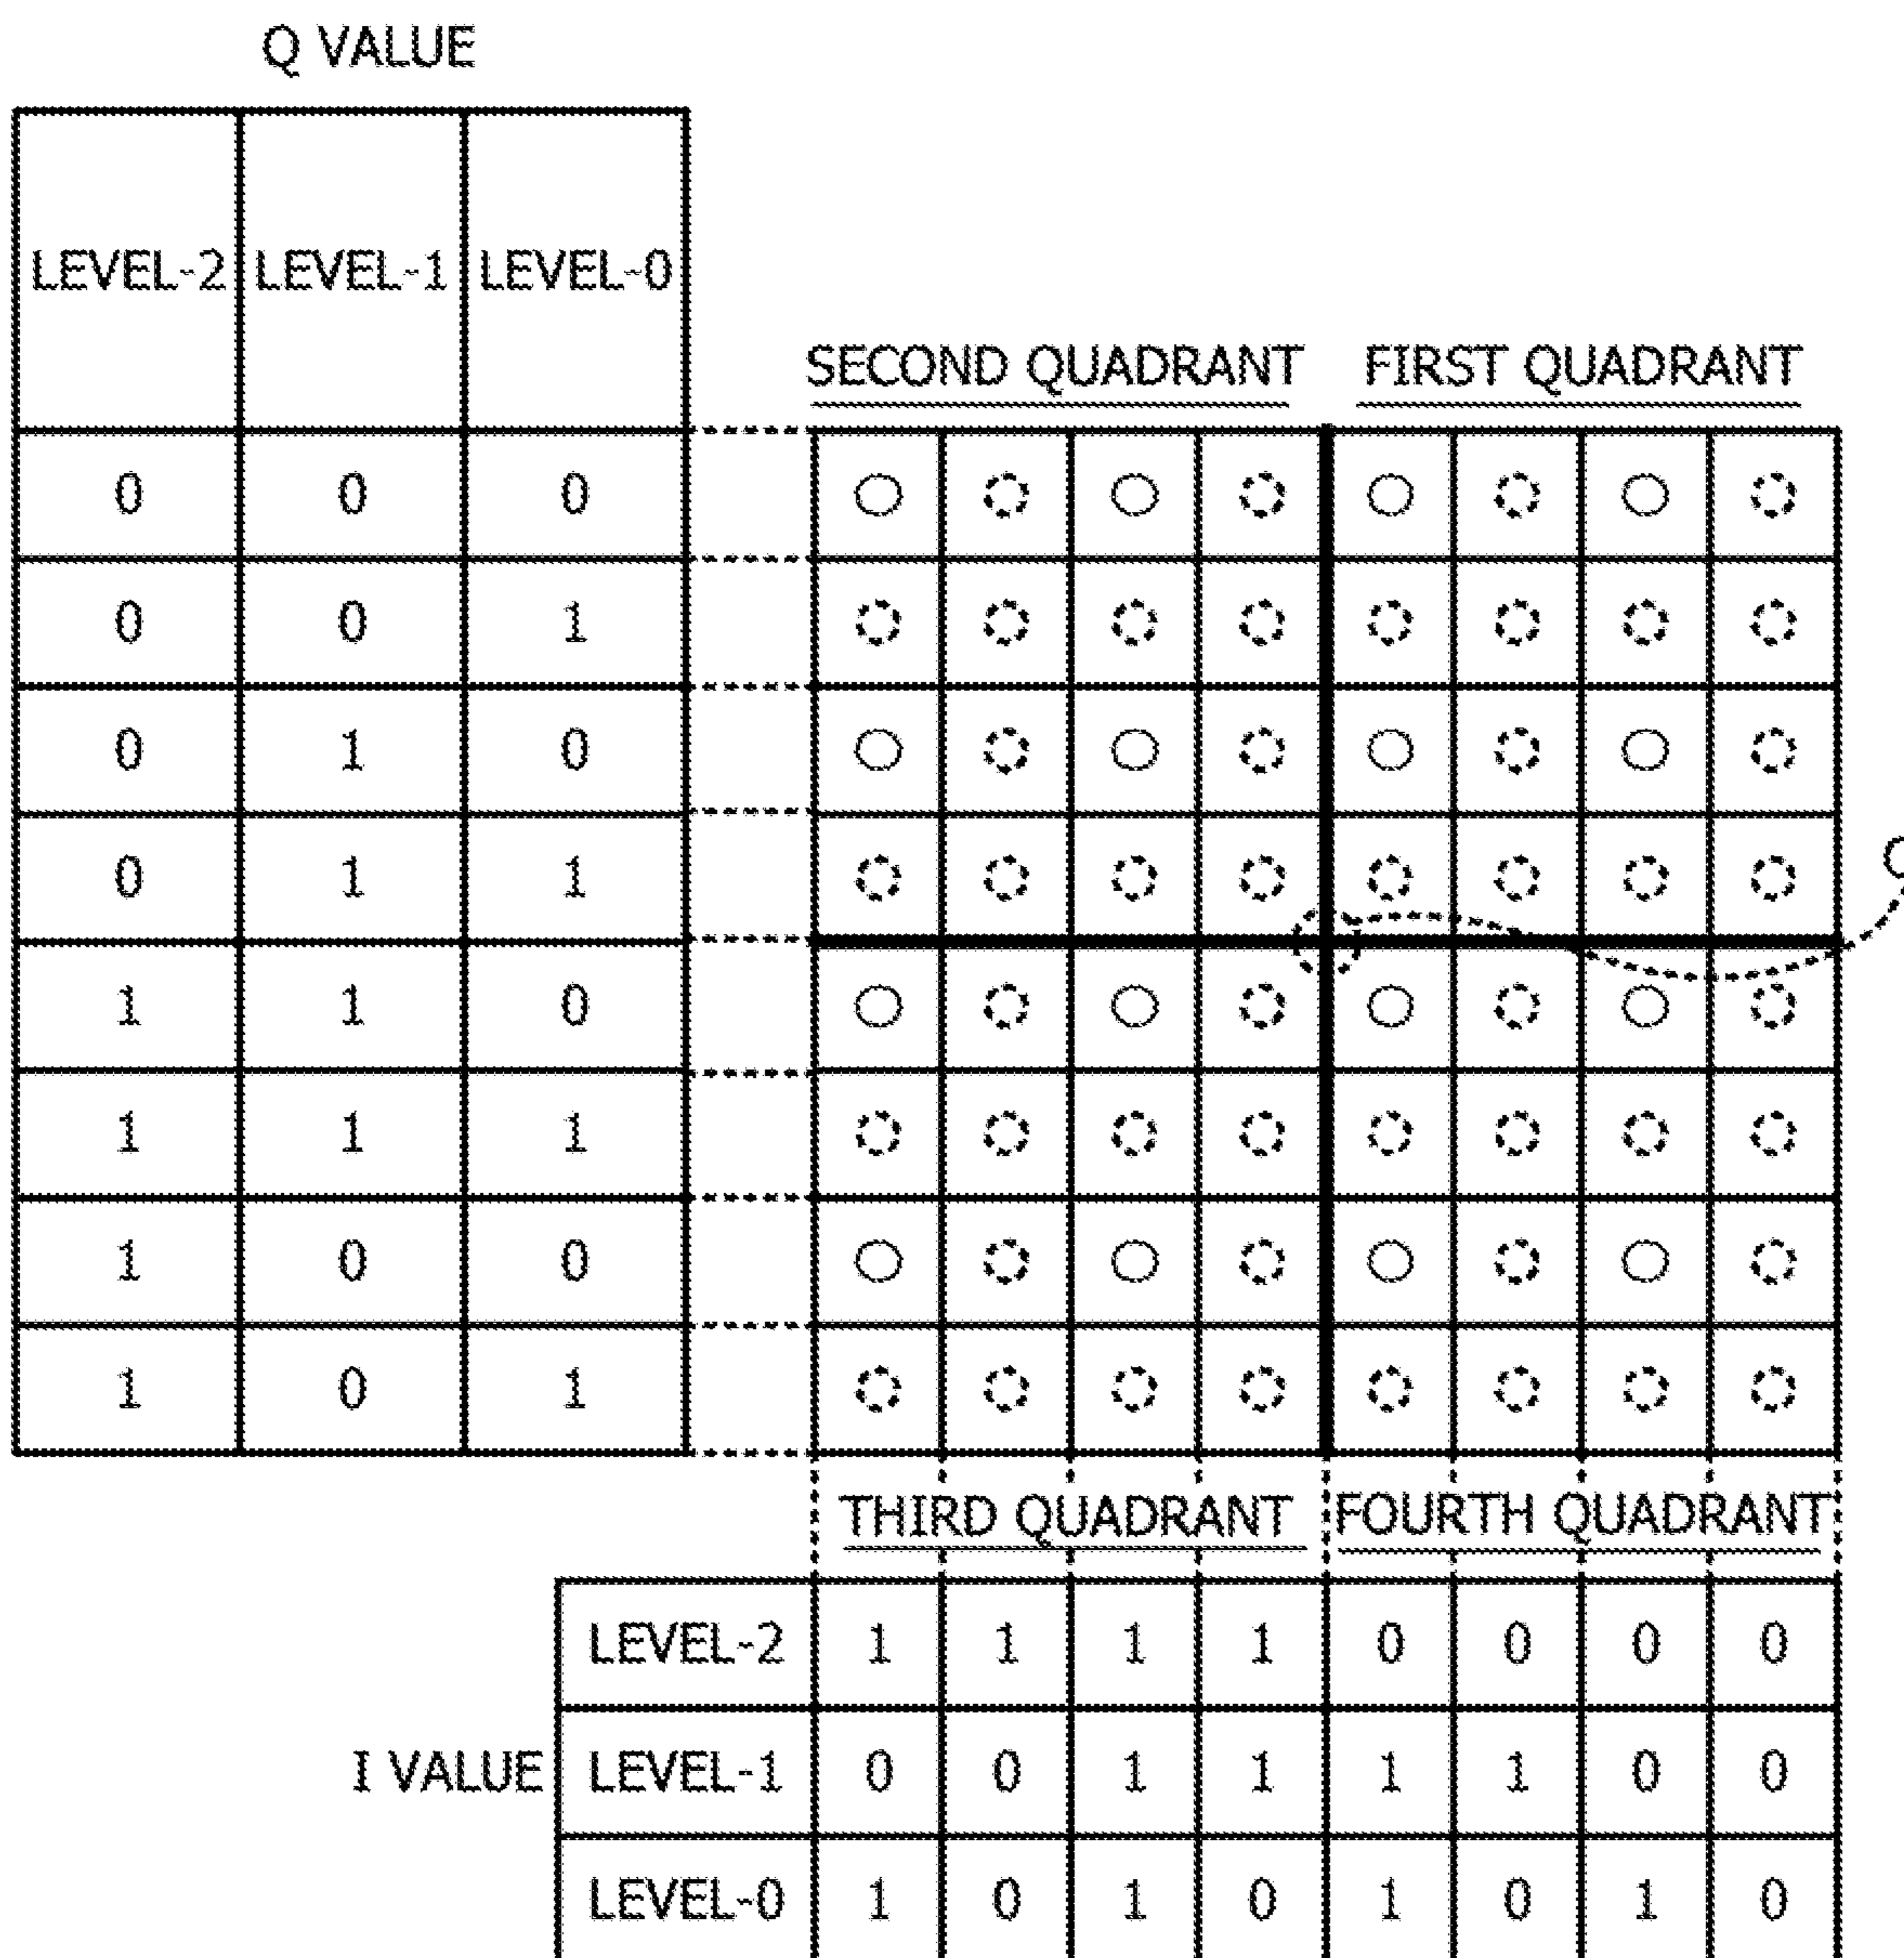 Q VALUE
LEVEL-2 LEVEL-1 LEVEL-0
SECOND QUADRANT FIRST QUADRANT
0 0 0
0 0 1
0 1 0
0 1 1
1 1 0
1 1 1
1 0 0
1 0 1
THIRD QUADRANT FOURTH QUADRANT
LEVEL-2 1 1 1 1 0 0 0 0
I VALUE LEVEL-1 0 0 1 1 1 1 0 0
LEVEL-0 1 0 1 0 1 0 1 0